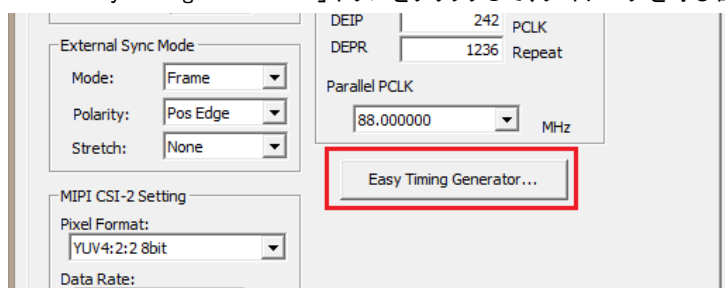 DEIP 242 PCLK
External Sync Mode
DEPR 1236 Repeat
Mode: Frame
Parallel PCLK
Polarity: Pos Edge
88.000000 MHz
Stretch: None
Easy Timing Generator...
MIPI CSI-2 Setting
Pixel Format:
YUV4:2:2 8bit
Data Rate: